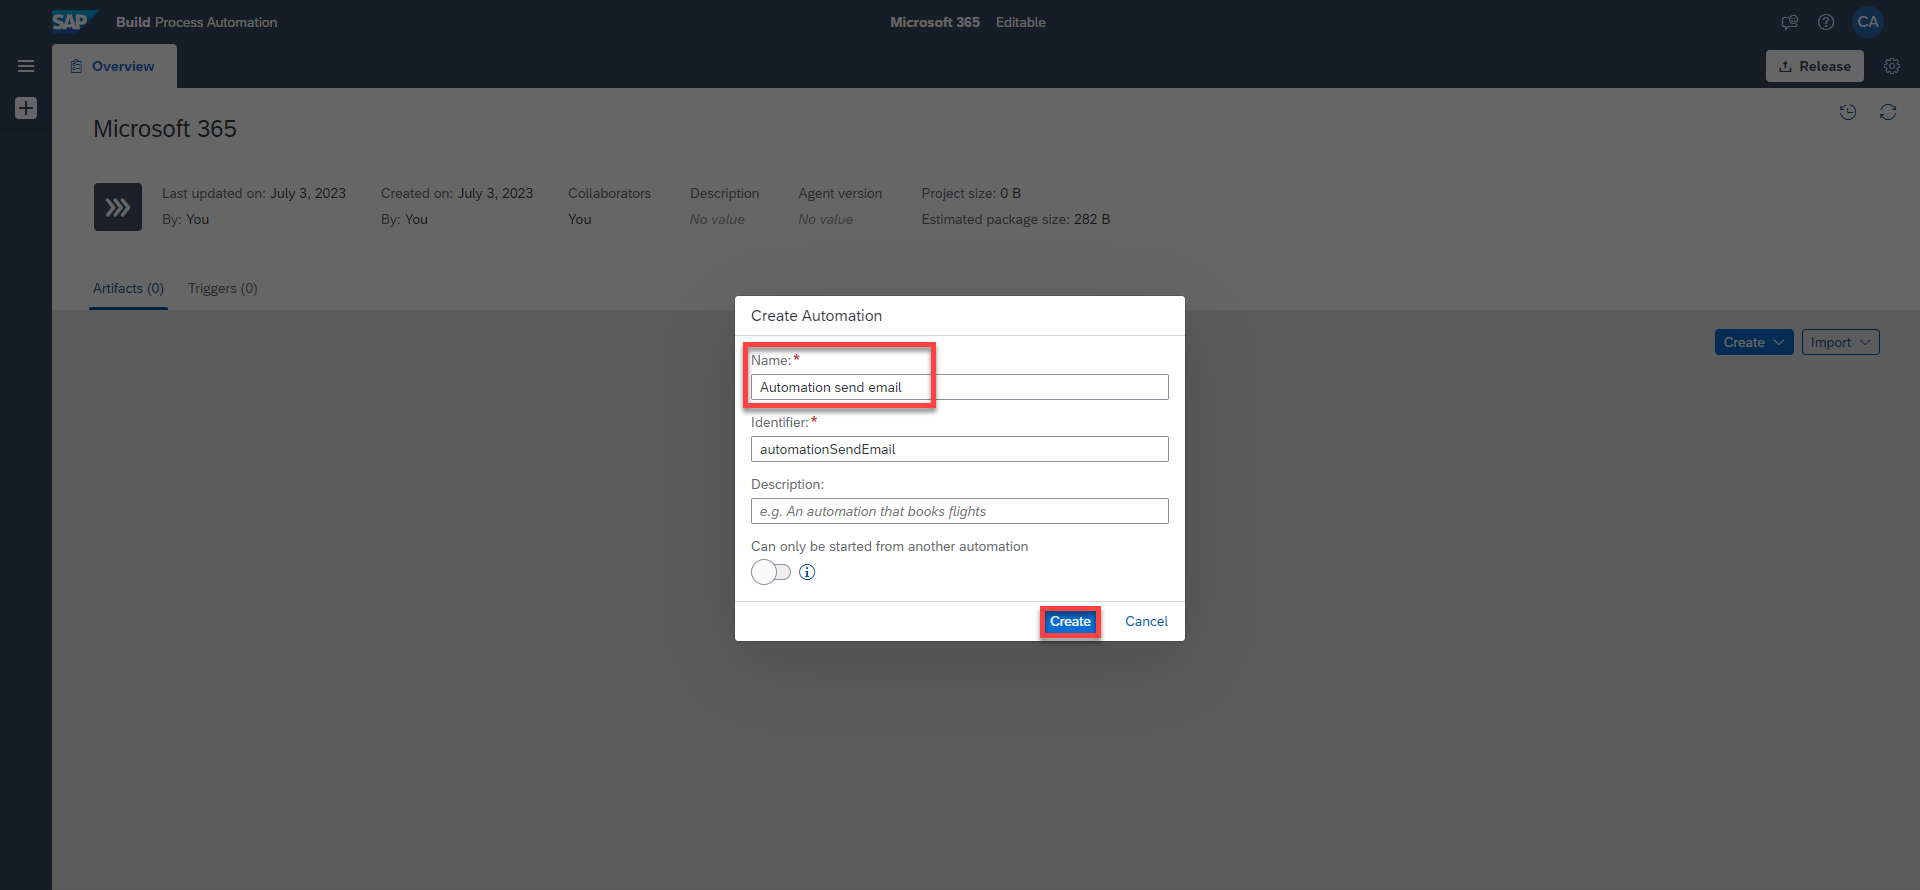 SAP Build Process Automation
Microsoft 365 Editable
CA
Overview
Release
Microsoft 365
Last updated on: July 3, 2023
By: You
Created on: July 3, 2023
By: You
Collaborators
You
Description
No value
Agent version
No value
Project size: 0 B
Estimated package size: 282 B
Artifacts (0) Triggers (0)
Create Import
Create Automation
Name:*
Automation send email
Identifier:*
automationSendEmail
Description:
e.g. An automation that books flights
Can only be started from another automation
Create Cancel